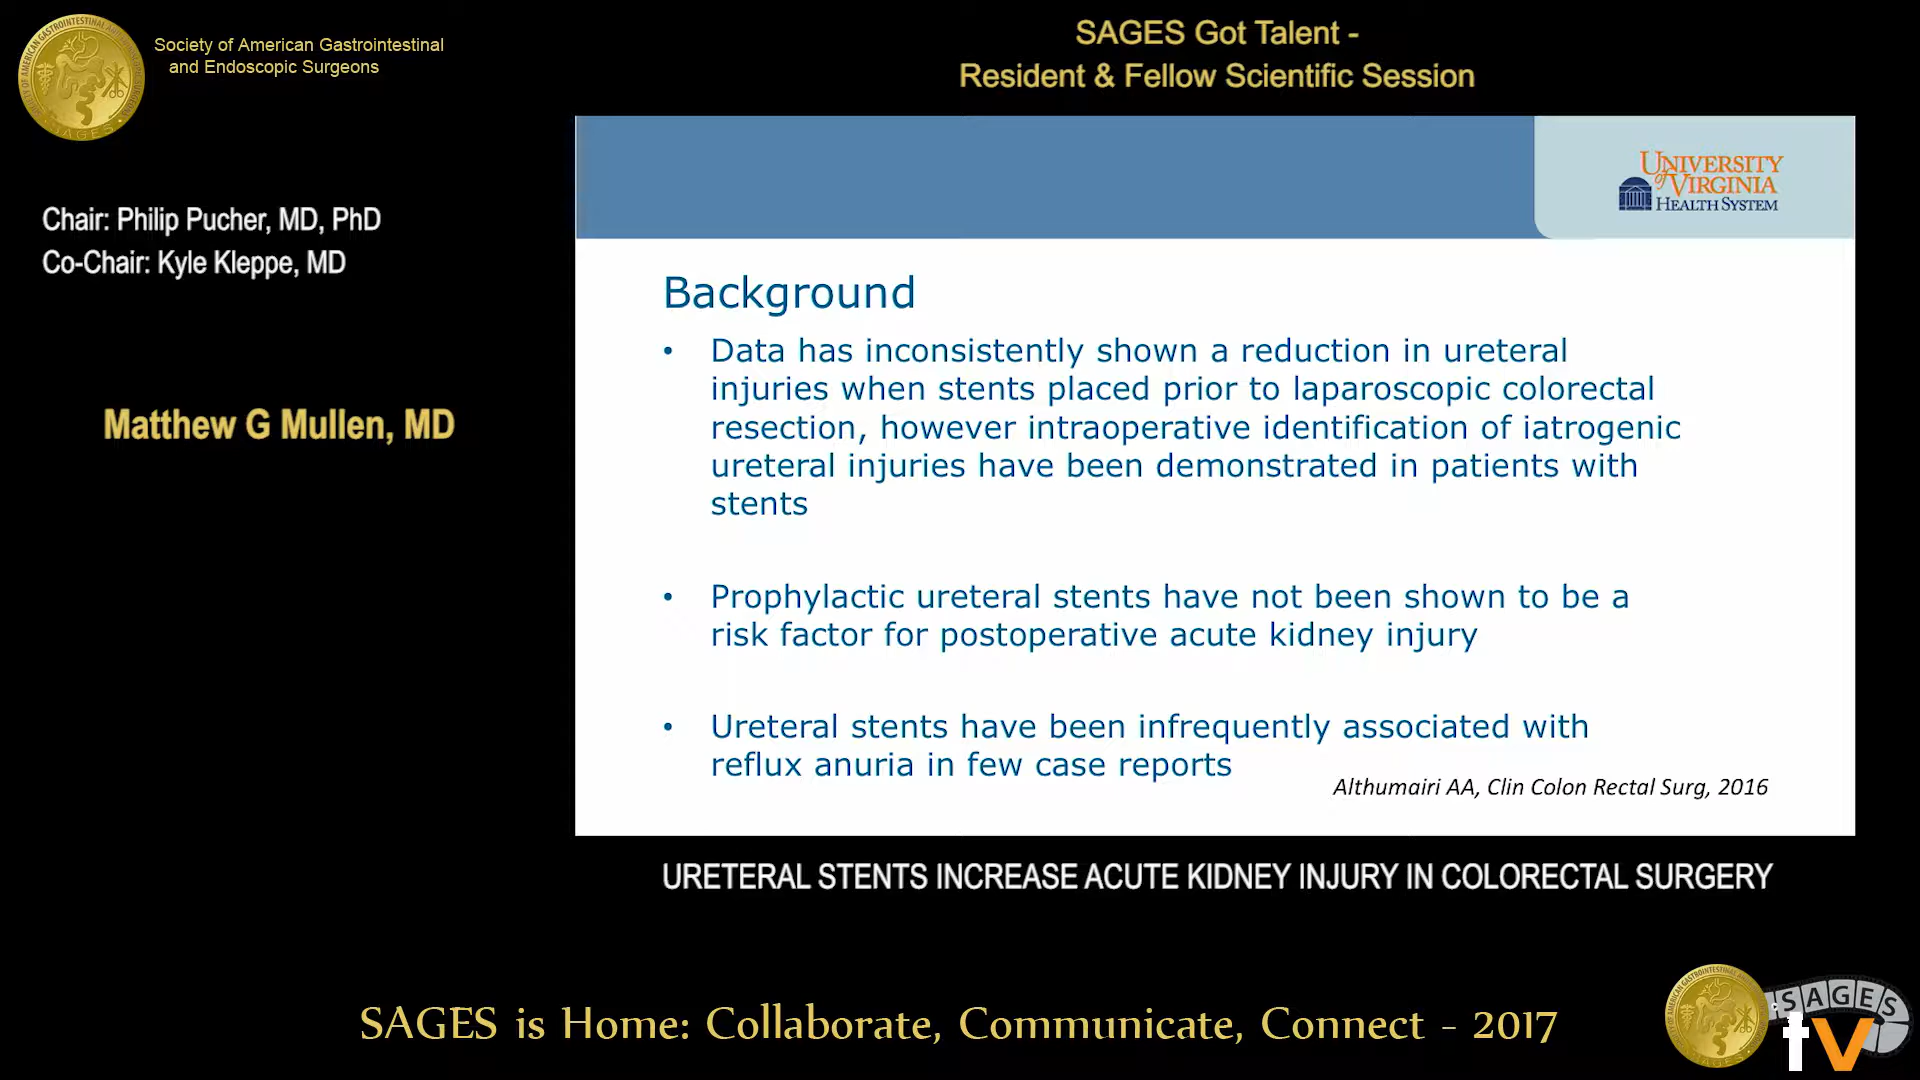 Society of American Gastrointestinal
and Endoscopic Surgeons
SAGES Got Talent -
Resident & Fellow Scientific Session
Chair: Philip Pucher, MD, PhD
Co-Chair: Kyle Kleppe, MD
Matthew G Mullen, MD
UNIVERSITY
of VIRGINIA
HEALTH SYSTEM
Background
• Data has inconsistently shown a reduction in ureteral
injuries when stents placed prior to laparoscopic colorectal
resection, however intraoperative identification of iatrogenic
ureteral injuries have been demonstrated in patients with
stents
• Prophylactic ureteral stents have not been shown to be a
risk factor for postoperative acute kidney injury
• Ureteral stents have been infrequently associated with
reflux anuria in few case reports
Althumairi AA, Clin Colon Rectal Surg, 2016
URETERAL STENTS INCREASE ACUTE KIDNEY INJURY IN COLORECTAL SURGERY
SAGES is Home: Collaborate, Communicate, Connect - 2017
SAGES
tv